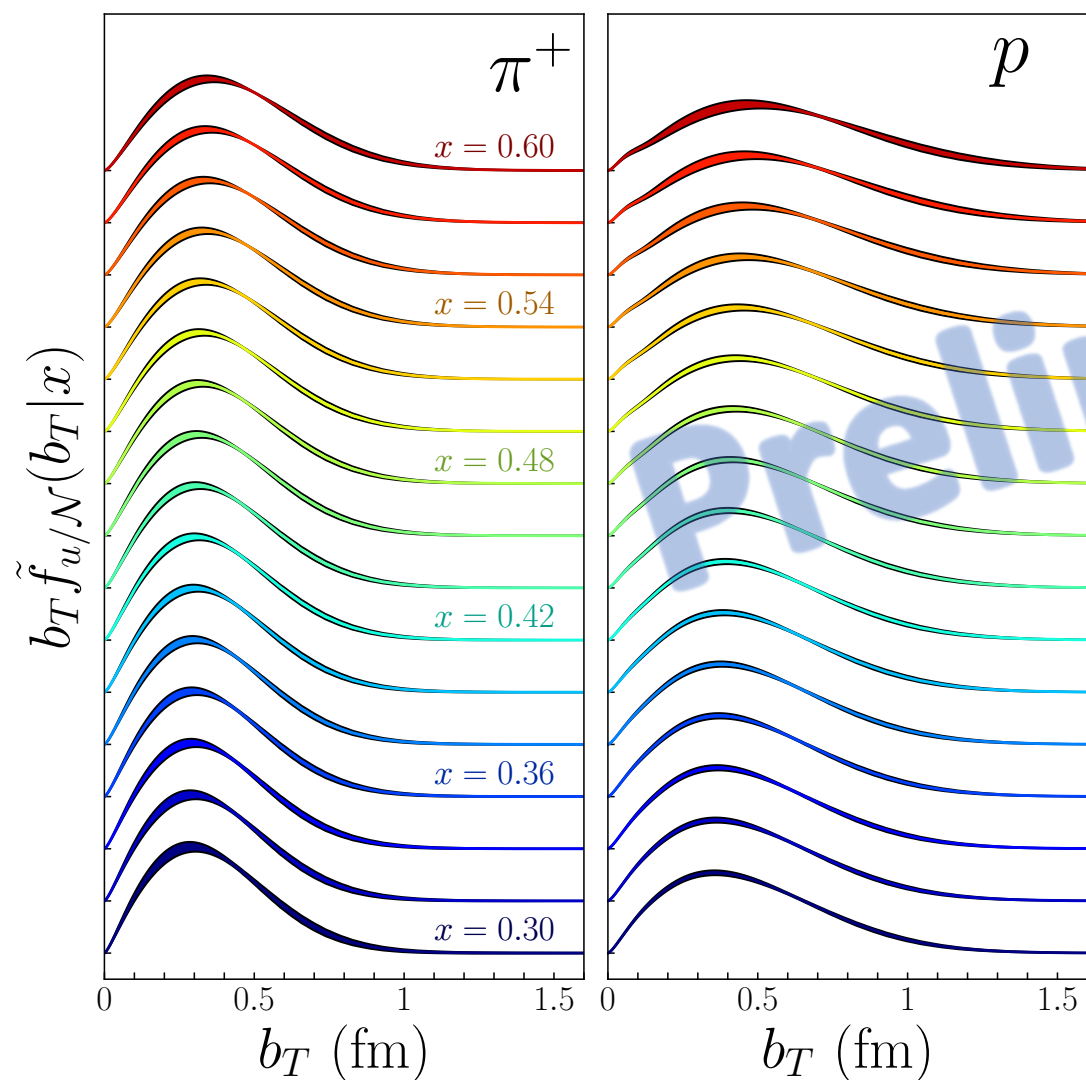 π⁺
p
x = 0.60
x = 0.54
x = 0.48
x = 0.42
x = 0.36
x = 0.30
b_T f̃_{u/𝒩}(b_T|x)
0 0.5 1 1.5
0 0.5 1 1.5
b_T (fm)
b_T (fm)
Preli